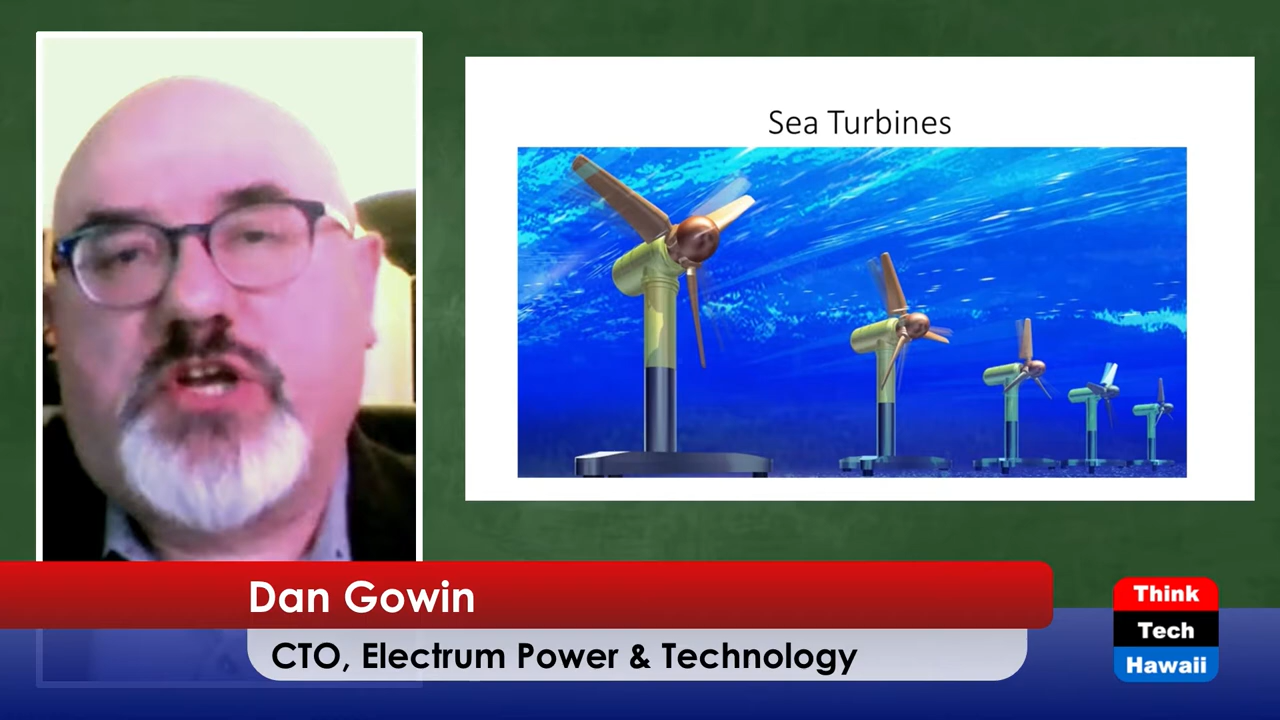 Sea Turbines
Dan Gowin
CTO, Electrum Power & Technology
Think
Tech
Hawaii